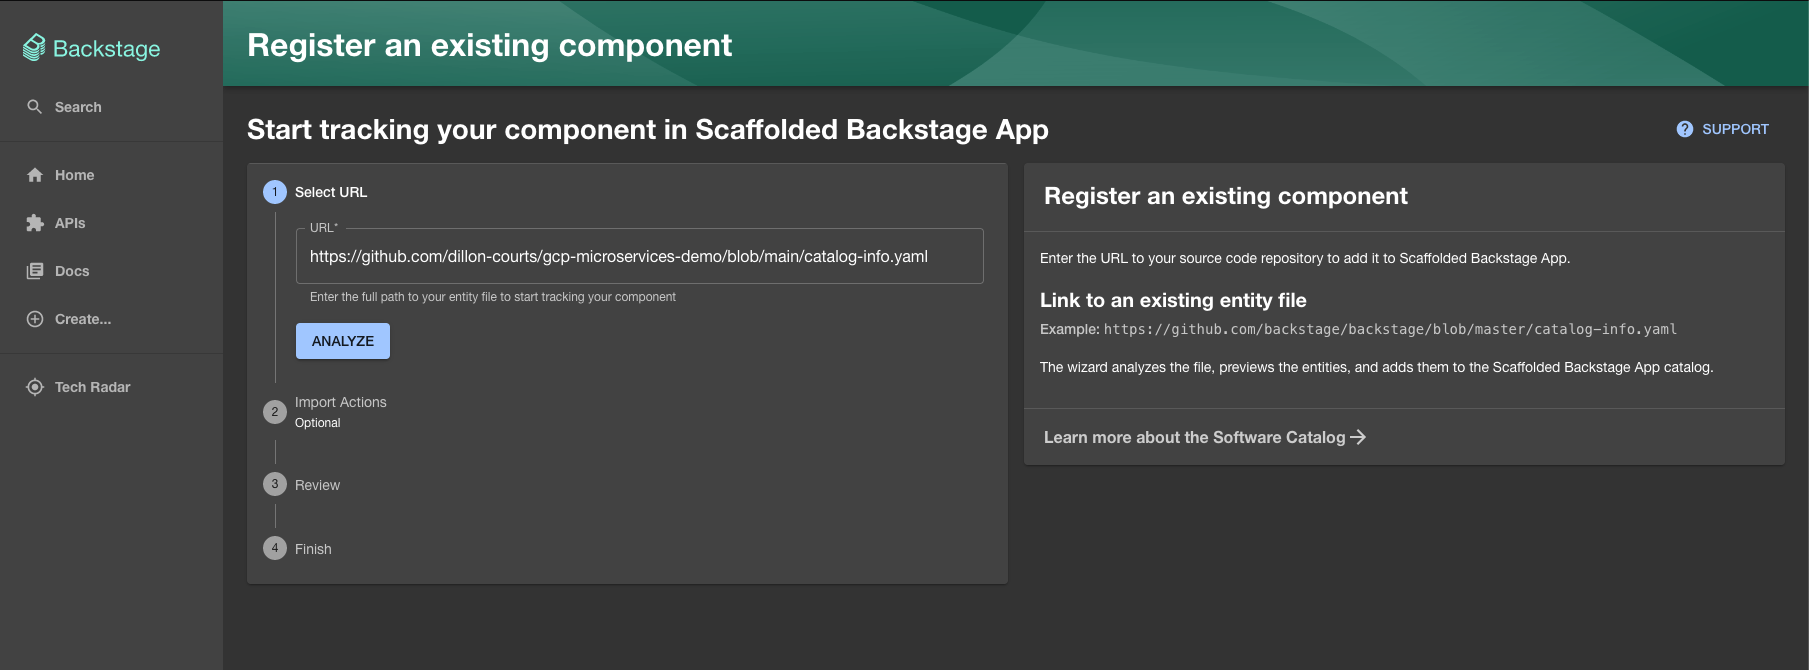 Backstage
Search
Home
APIs
Docs
Create...
Tech Radar
Register an existing component
Start tracking your component in Scaffolded Backstage App
SUPPORT
1 Select URL
URL*
https://github.com/dillon-courts/gcp-microservices-demo/blob/main/catalog-info.yaml
Enter the full path to your entity file to start tracking your component
ANALYZE
2 Import Actions
Optional
3 Review
4 Finish
Register an existing component
Enter the URL to your source code repository to add it to Scaffolded Backstage App.
Link to an existing entity file
Example: https://github.com/backstage/backstage/blob/master/catalog-info.yaml
The wizard analyzes the file, previews the entities, and adds them to the Scaffolded Backstage App catalog.
Learn more about the Software Catalog